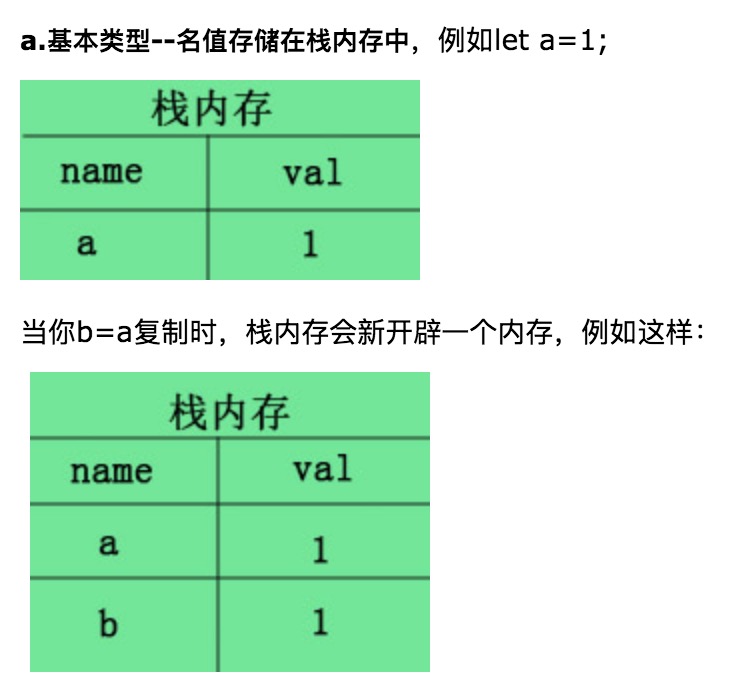 a.基本类型--名值存储在栈内存中，例如let a=1;
栈内存
name val
a 1
当你b=a复制时，栈内存会新开辟一个内存，例如这样：
栈内存
name val
a 1
b 1